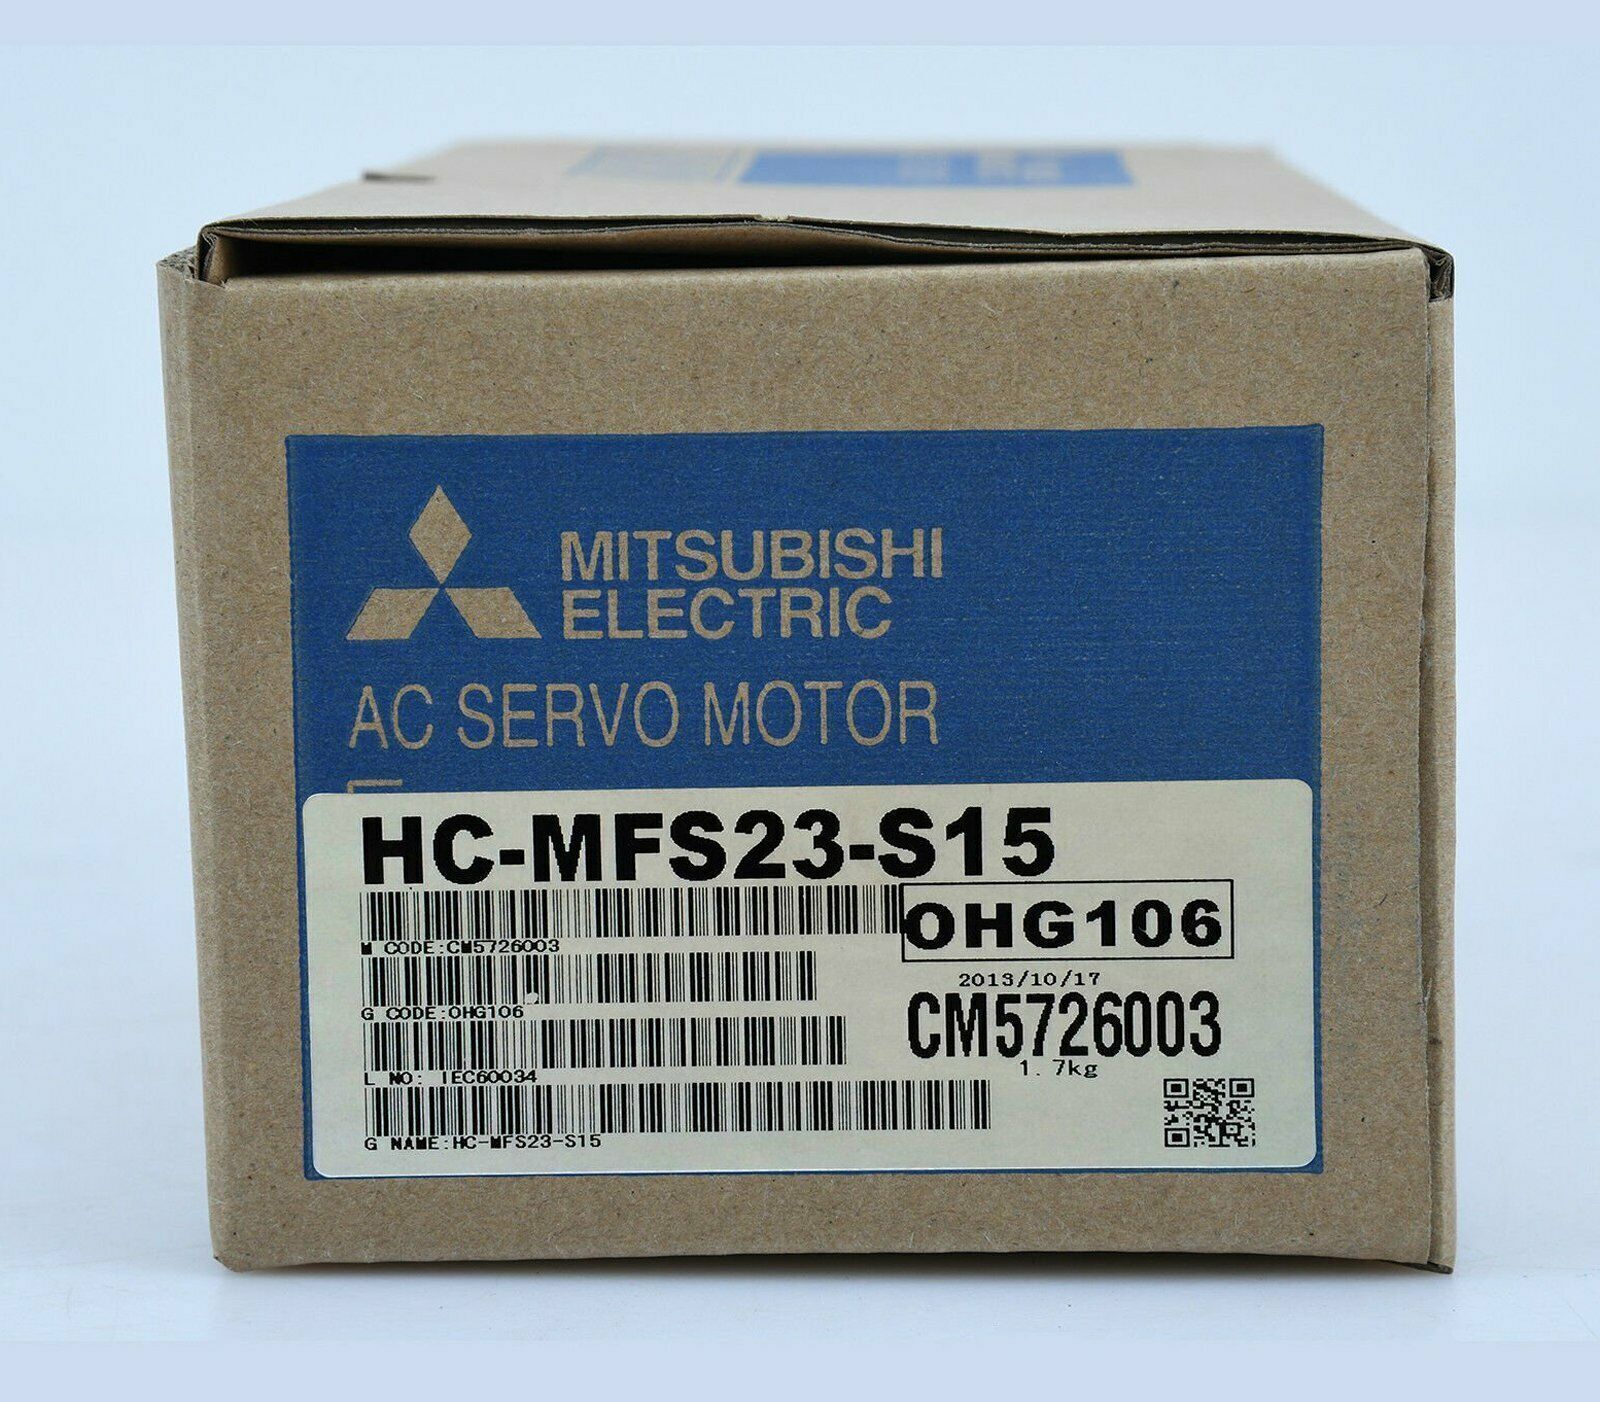 MITSUBISHI
ELECTRIC
AC SERVO MOTOR
HC-MFS23-S15
OHG106
M CODE:CM5726003
2013/10/17
G CODE:OHG106
CM5726003
1.7kg
L NO: IEC60034
G NAME:HC-MFS23-S15